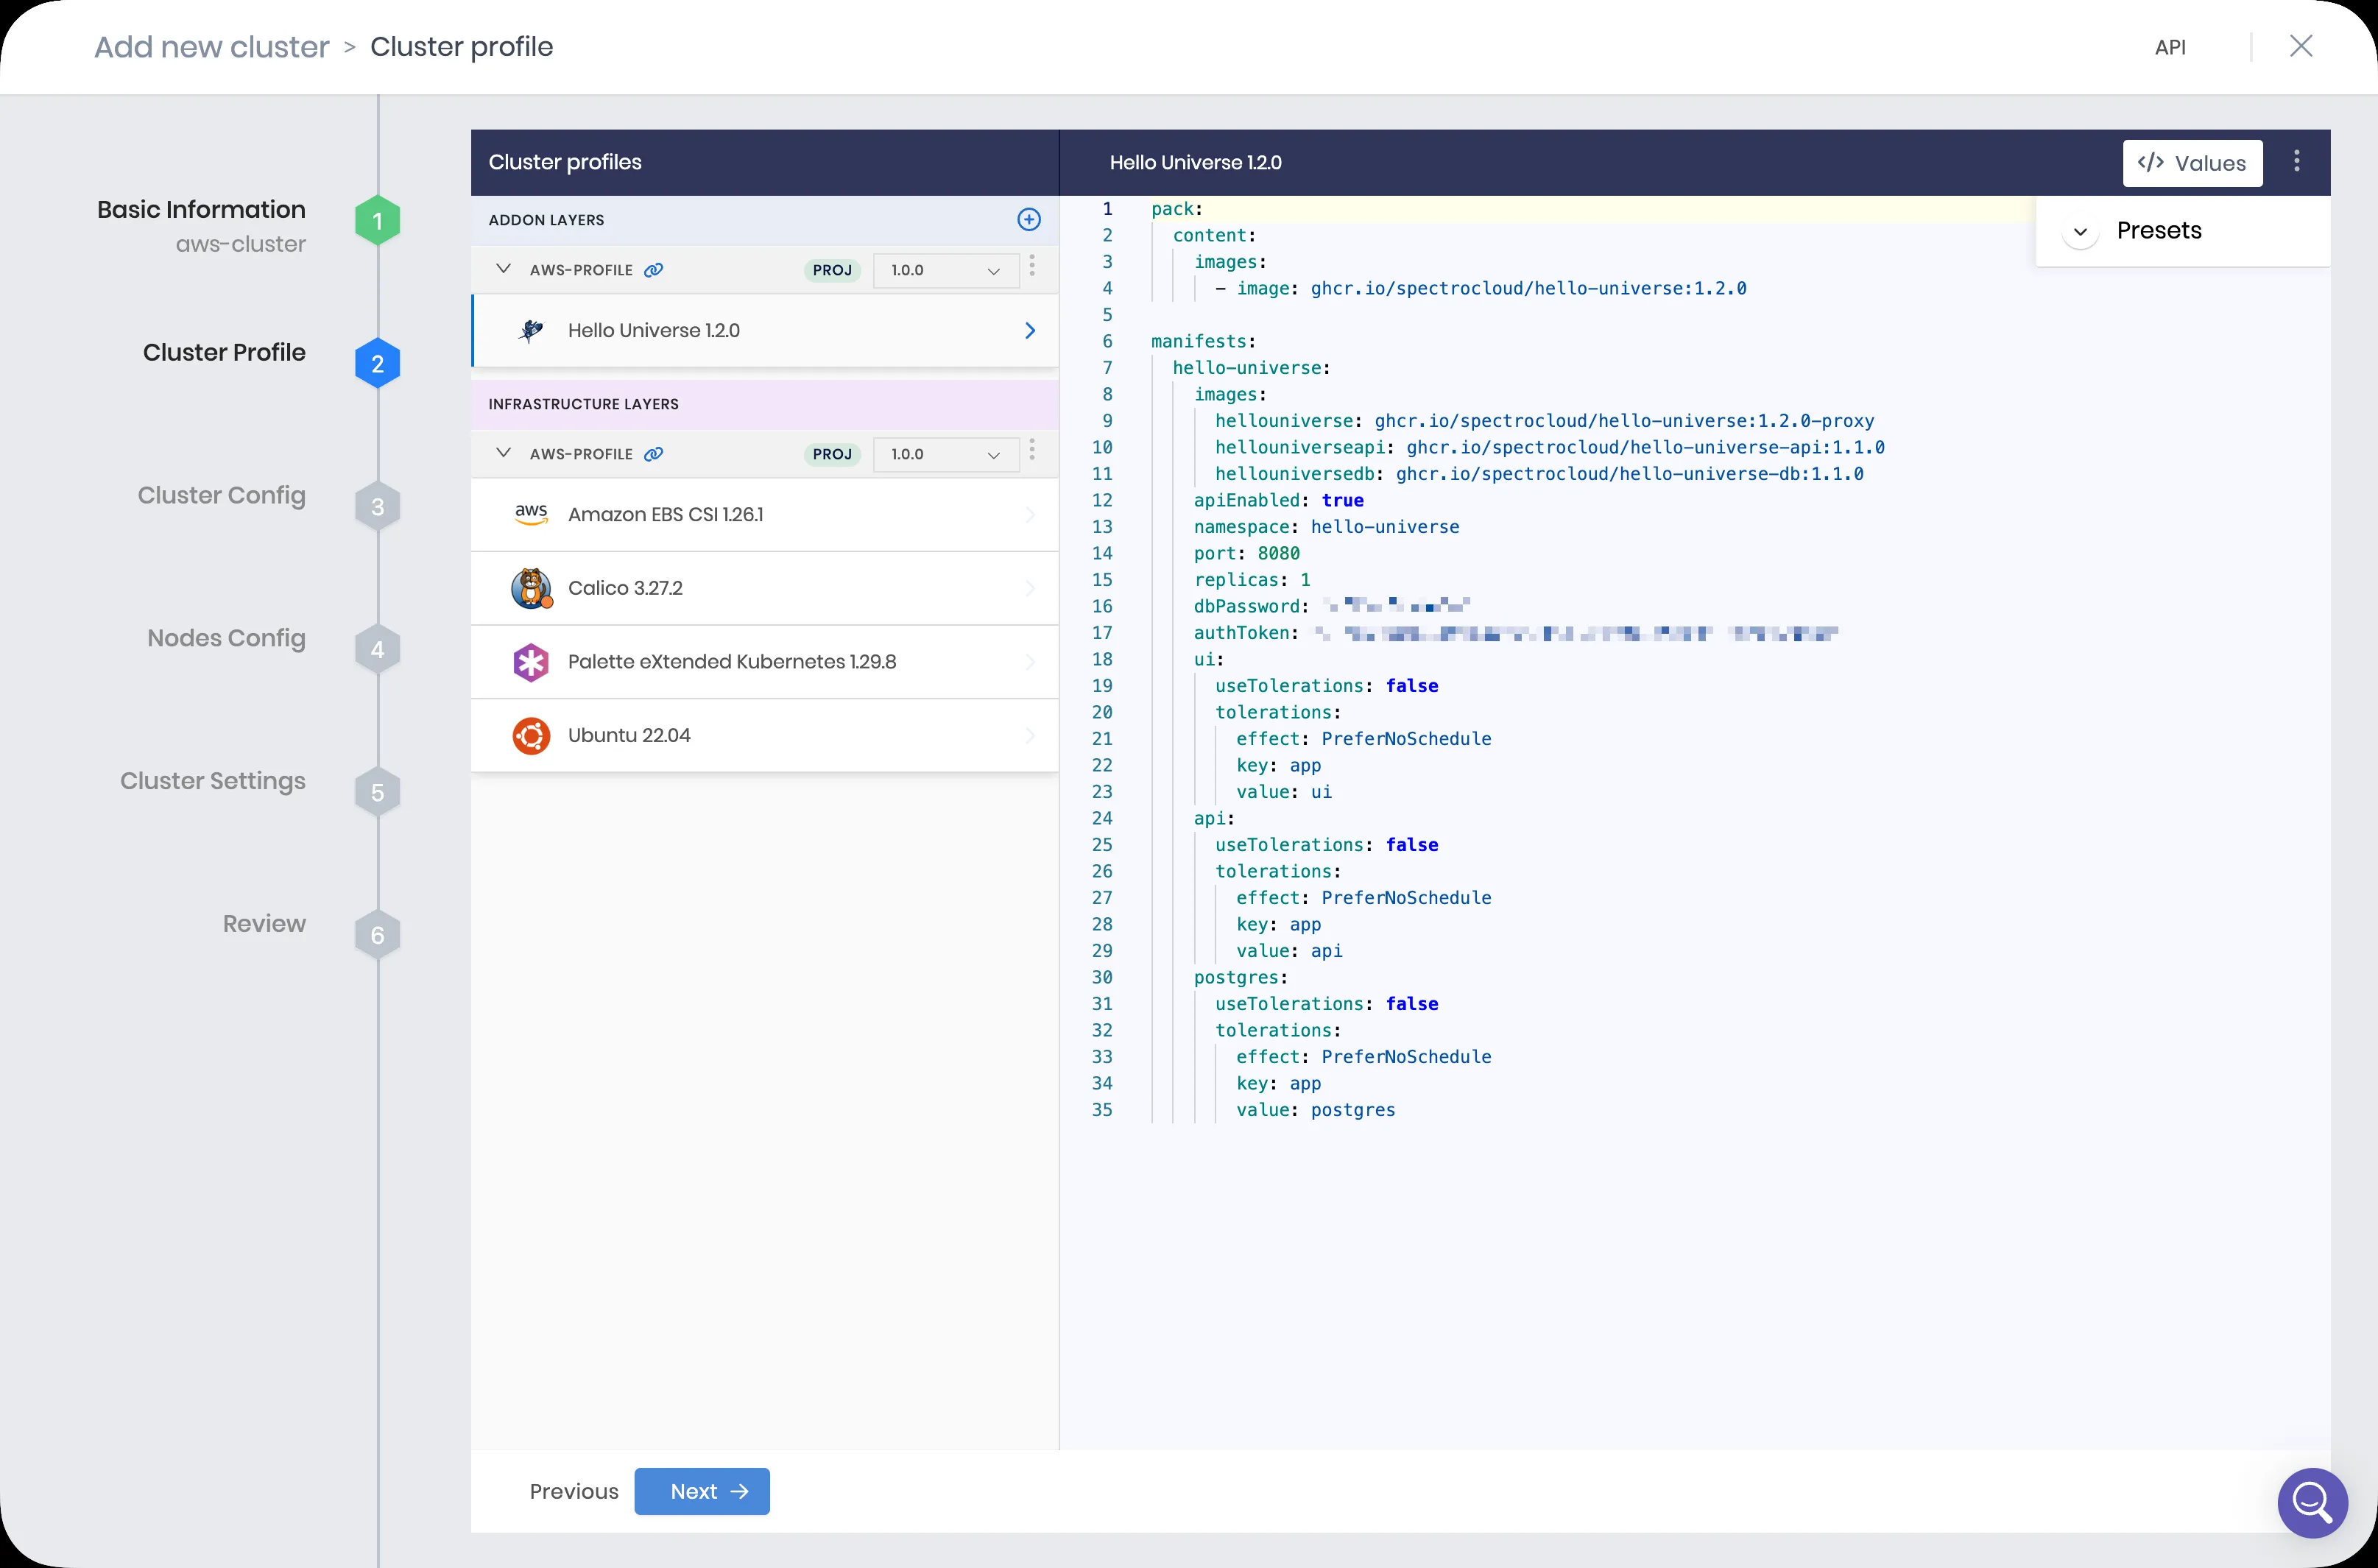 Add new cluster > Cluster profile
API
Basic Information
aws-cluster
1
Cluster Profile
2
Cluster Config
3
Nodes Config
4
Cluster Settings
5
Review
6
Cluster profiles
ADDON LAYERS
AWS-PROFILE PROJ 1.0.0
Hello Universe 1.2.0
INFRASTRUCTURE LAYERS
AWS-PROFILE PROJ 1.0.0
aws Amazon EBS CSI 1.26.1
Calico 3.27.2
Palette eXtended Kubernetes 1.29.8
Ubuntu 22.04
Hello Universe 1.2.0
</> Values
Presets
1 pack:
2 content:
3 images:
4 - image: ghcr.io/spectrocloud/hello-universe:1.2.0
5
6 manifests:
7 hello-universe:
8 images:
9 hellouniverse: ghcr.io/spectrocloud/hello-universe:1.2.0-proxy
10 hellouniverseapi: ghcr.io/spectrocloud/hello-universe-api:1.1.0
11 hellouniversedb: ghcr.io/spectrocloud/hello-universe-db:1.1.0
12 apiEnabled: true
13 namespace: hello-universe
14 port: 8080
15 replicas: 1
16 dbPassword:
17 authToken:
18 ui:
19 useTolerations: false
20 tolerations:
21 effect: PreferNoSchedule
22 key: app
23 value: ui
24 api:
25 useTolerations: false
26 tolerations:
27 effect: PreferNoSchedule
28 key: app
29 value: api
30 postgres:
31 useTolerations: false
32 tolerations:
33 effect: PreferNoSchedule
34 key: app
35 value: postgres
Previous
Next